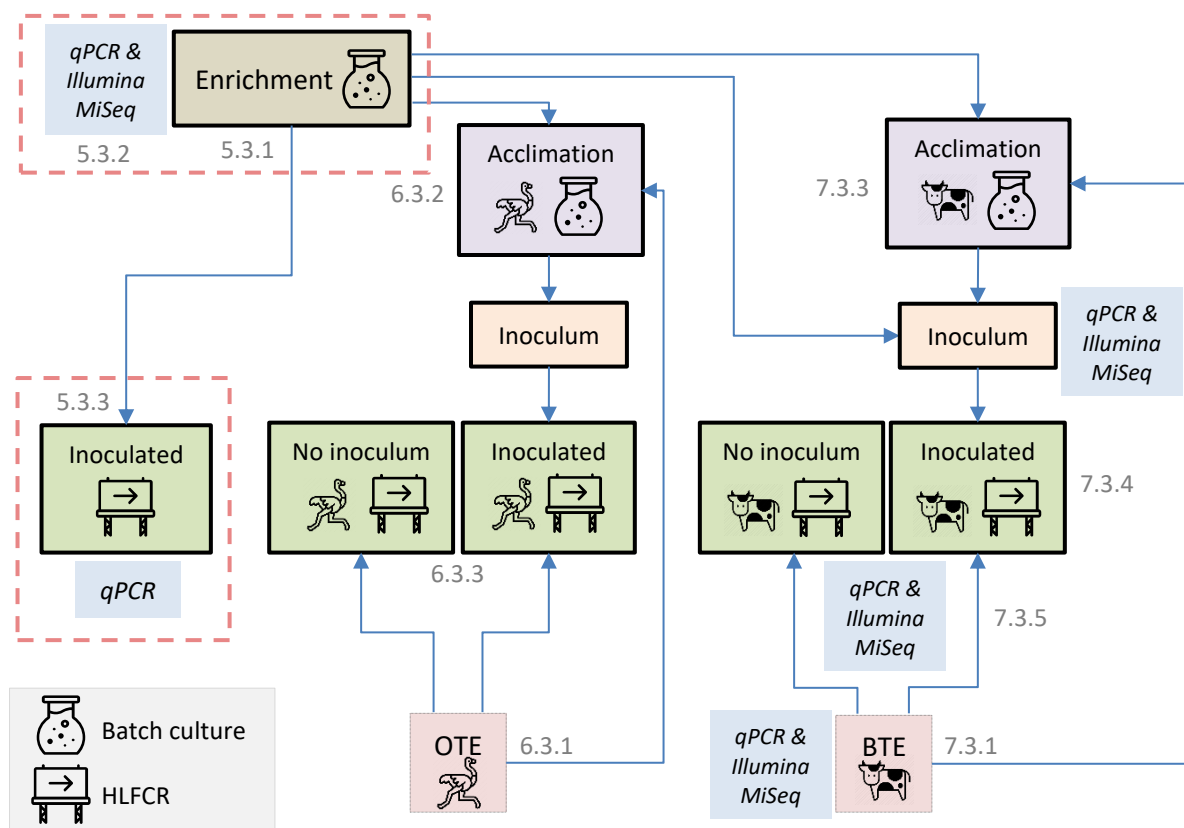 qPCR &
Illumina
MiSeq
Enrichment
5.3.2
5.3.1
Acclimation
6.3.2
Acclimation
7.3.3
Inoculum
Inoculum
qPCR &
Illumina
MiSeq
5.3.3
Inoculated
qPCR
No inoculum
Inoculated
6.3.3
No inoculum
Inoculated
7.3.4
qPCR &
Illumina
MiSeq
7.3.5
Batch culture
HLFCR
OTE
6.3.1
qPCR &
Illumina
MiSeq
BTE
7.3.1